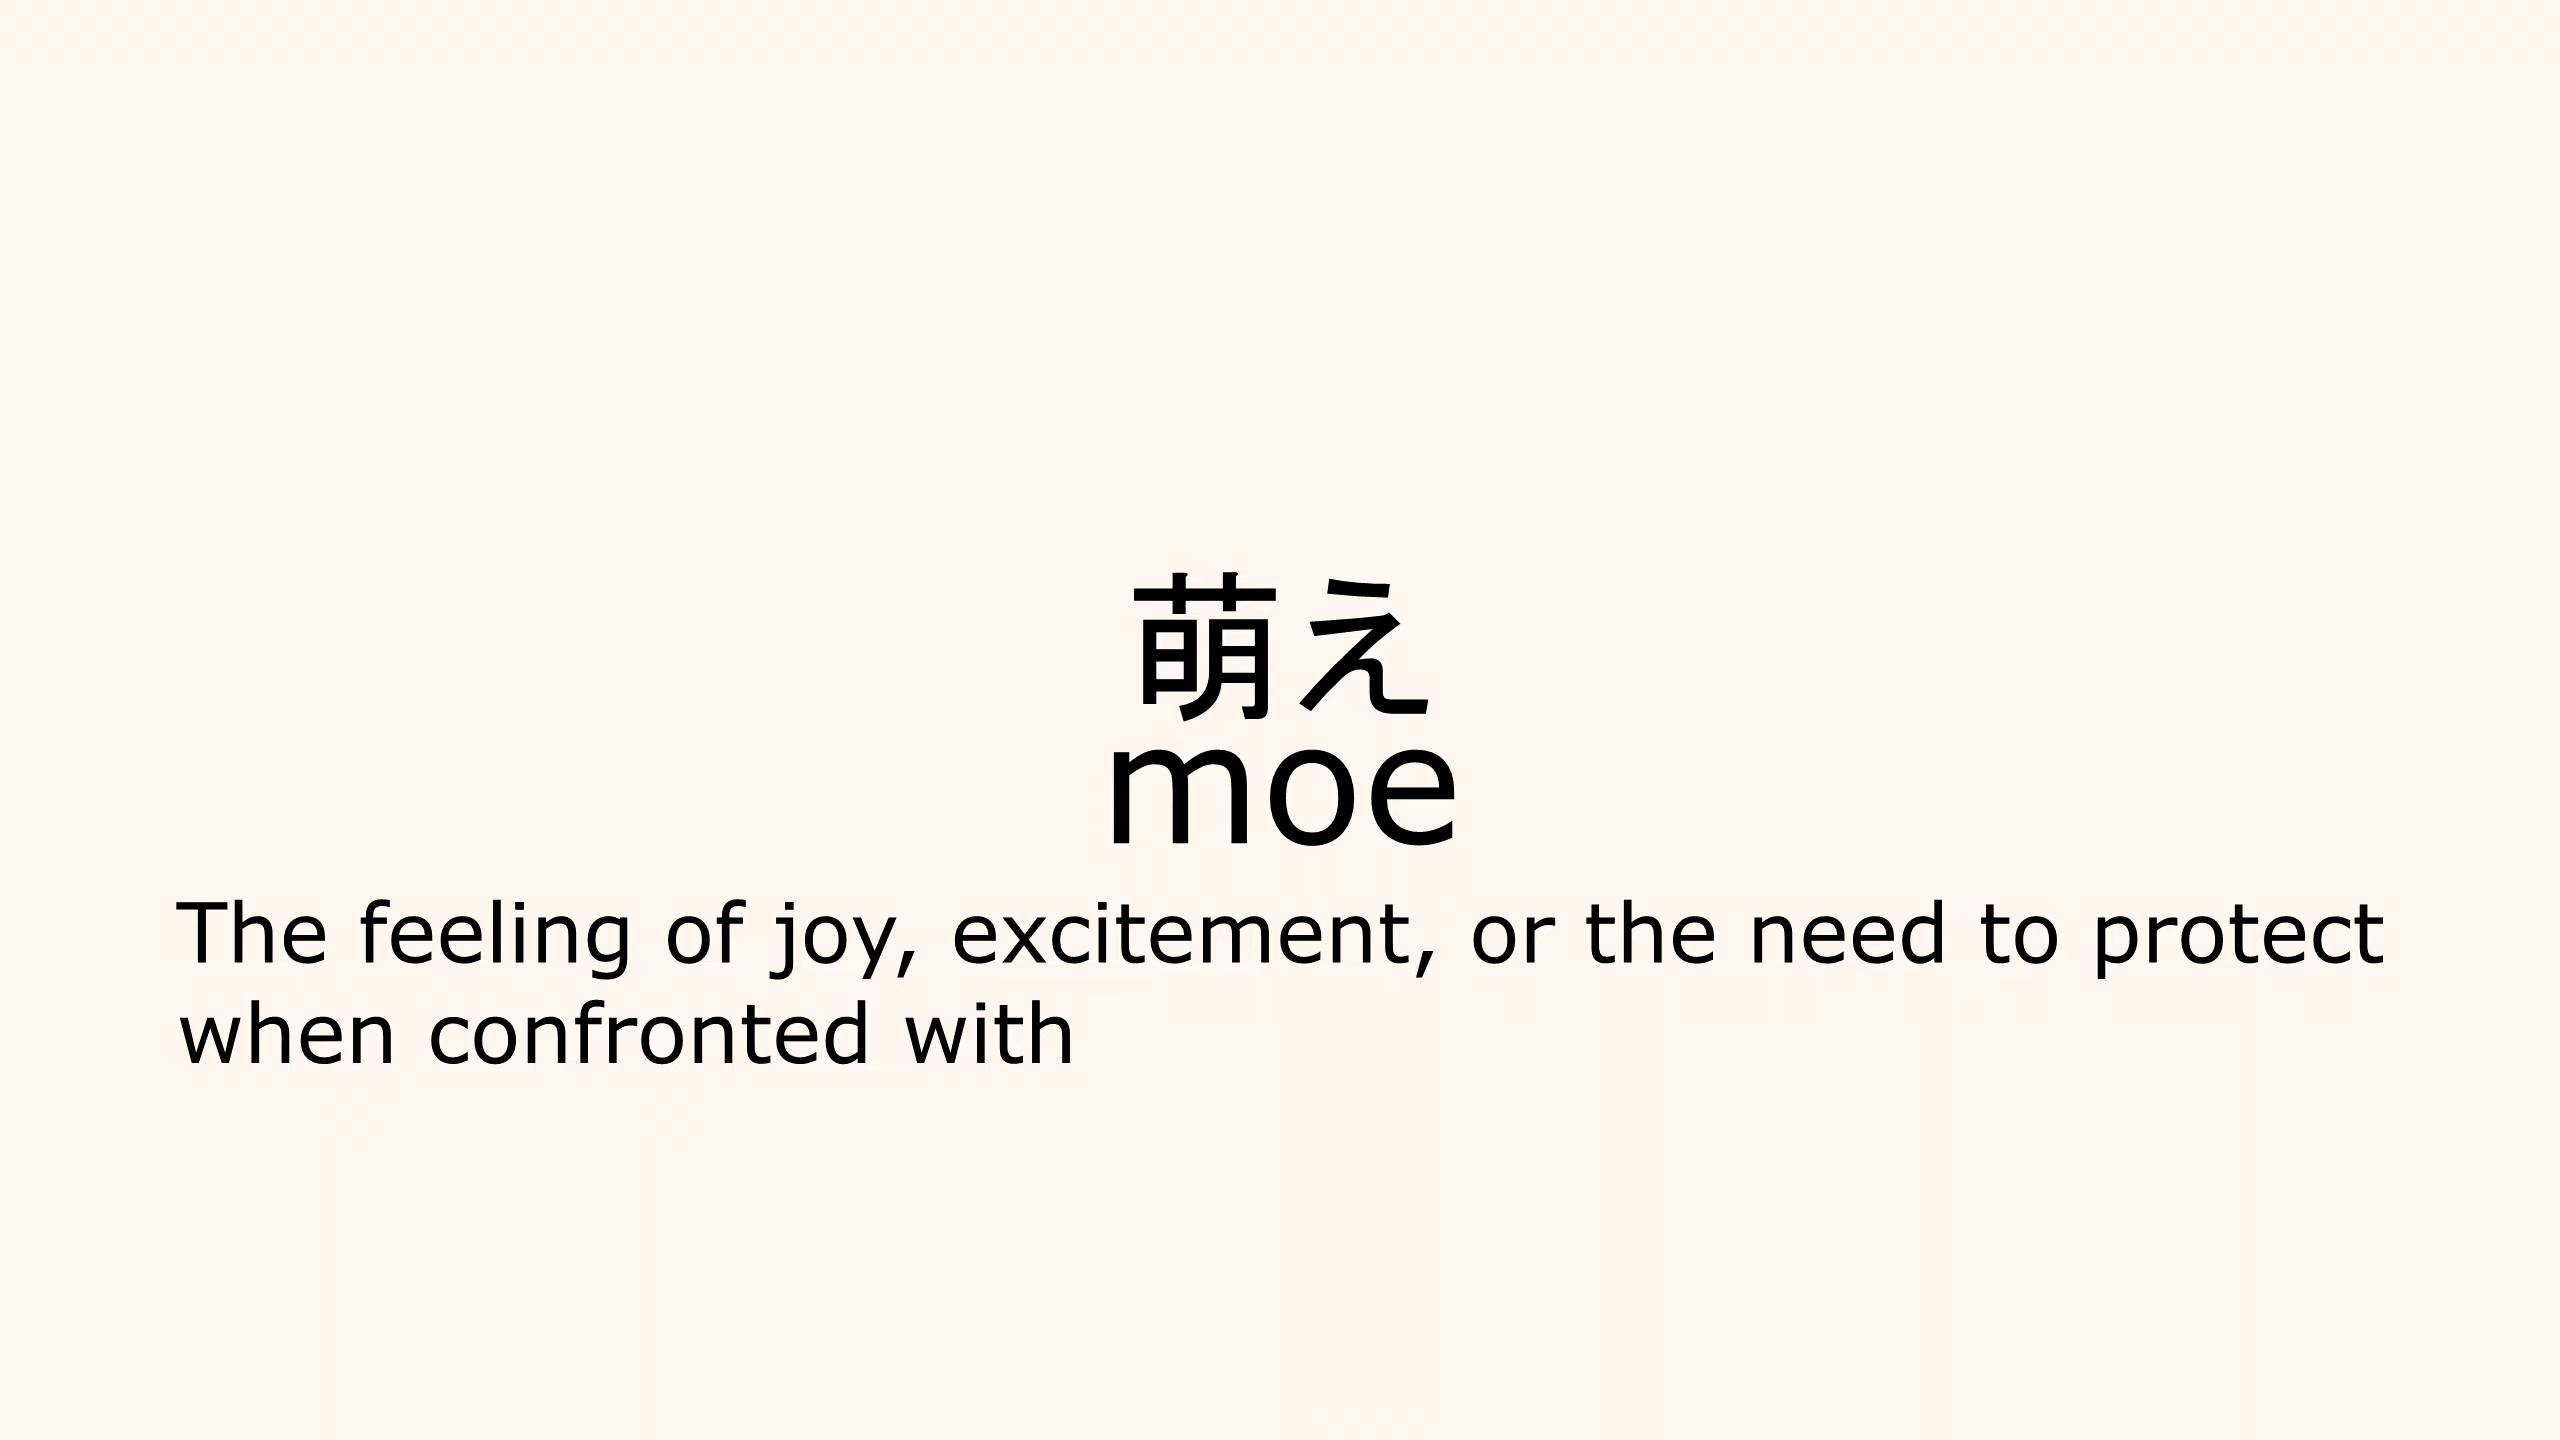 萌え
moe
The feeling of joy, excitement, or the need to protect
when confronted with